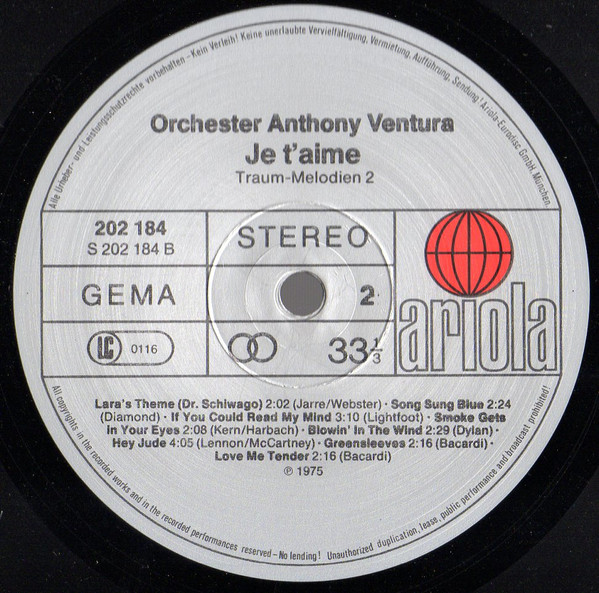 Alle Urheber- und Leistungsschutzrechte vorbehalten - Kein Verleih! Keine unerlaubte Vervielfältigung, Vermietung, Aufführung, Sendung! Ariola-Eurodisc GmbH, München.
Orchester Anthony Ventura
Je t'aime
Traum-Melodien 2
202 184
S 202 184 B
STEREO
GEMA
2
LC 0116
33 1/3
ariola
Lara's Theme (Dr. Schiwago) 2:02 (Jarre/Webster) · Song Sung Blue 2:24
(Diamond) · If You Could Read My Mind 3:10 (Lightfoot) · Smoke Gets
in Your Eyes 2:08 (Kern/Harbach) · Blowin' In The Wind 2:29 (Dylan) ·
Hey Jude 4:05 (Lennon/McCartney) · Greensleeves 2:16 (Bacardi) ·
Love Me Tender 2:16 (Bacardi)
℗ 1975
All copyrights in the recorded works and in the recorded performances reserved - No lending! Unauthorized duplication, lease, public performance and broadcast prohibited!